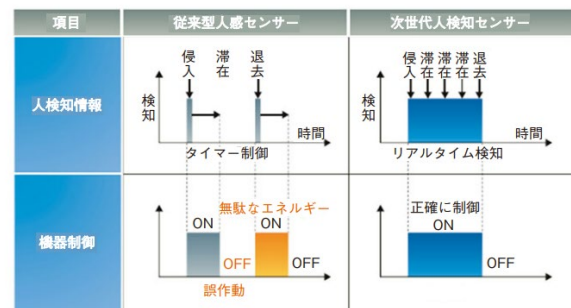 項目
従来型人感センサー
次世代人検知センサー
人検知情報
侵入
滞在
退去
検知
時間
タイマー制御
侵入
滞在
滞在
滞在
退去
検知
時間
リアルタイム検知
機器制御
無駄なエネルギー
ON
ON
OFF
OFF
誤作動
正確に制御
ON
OFF